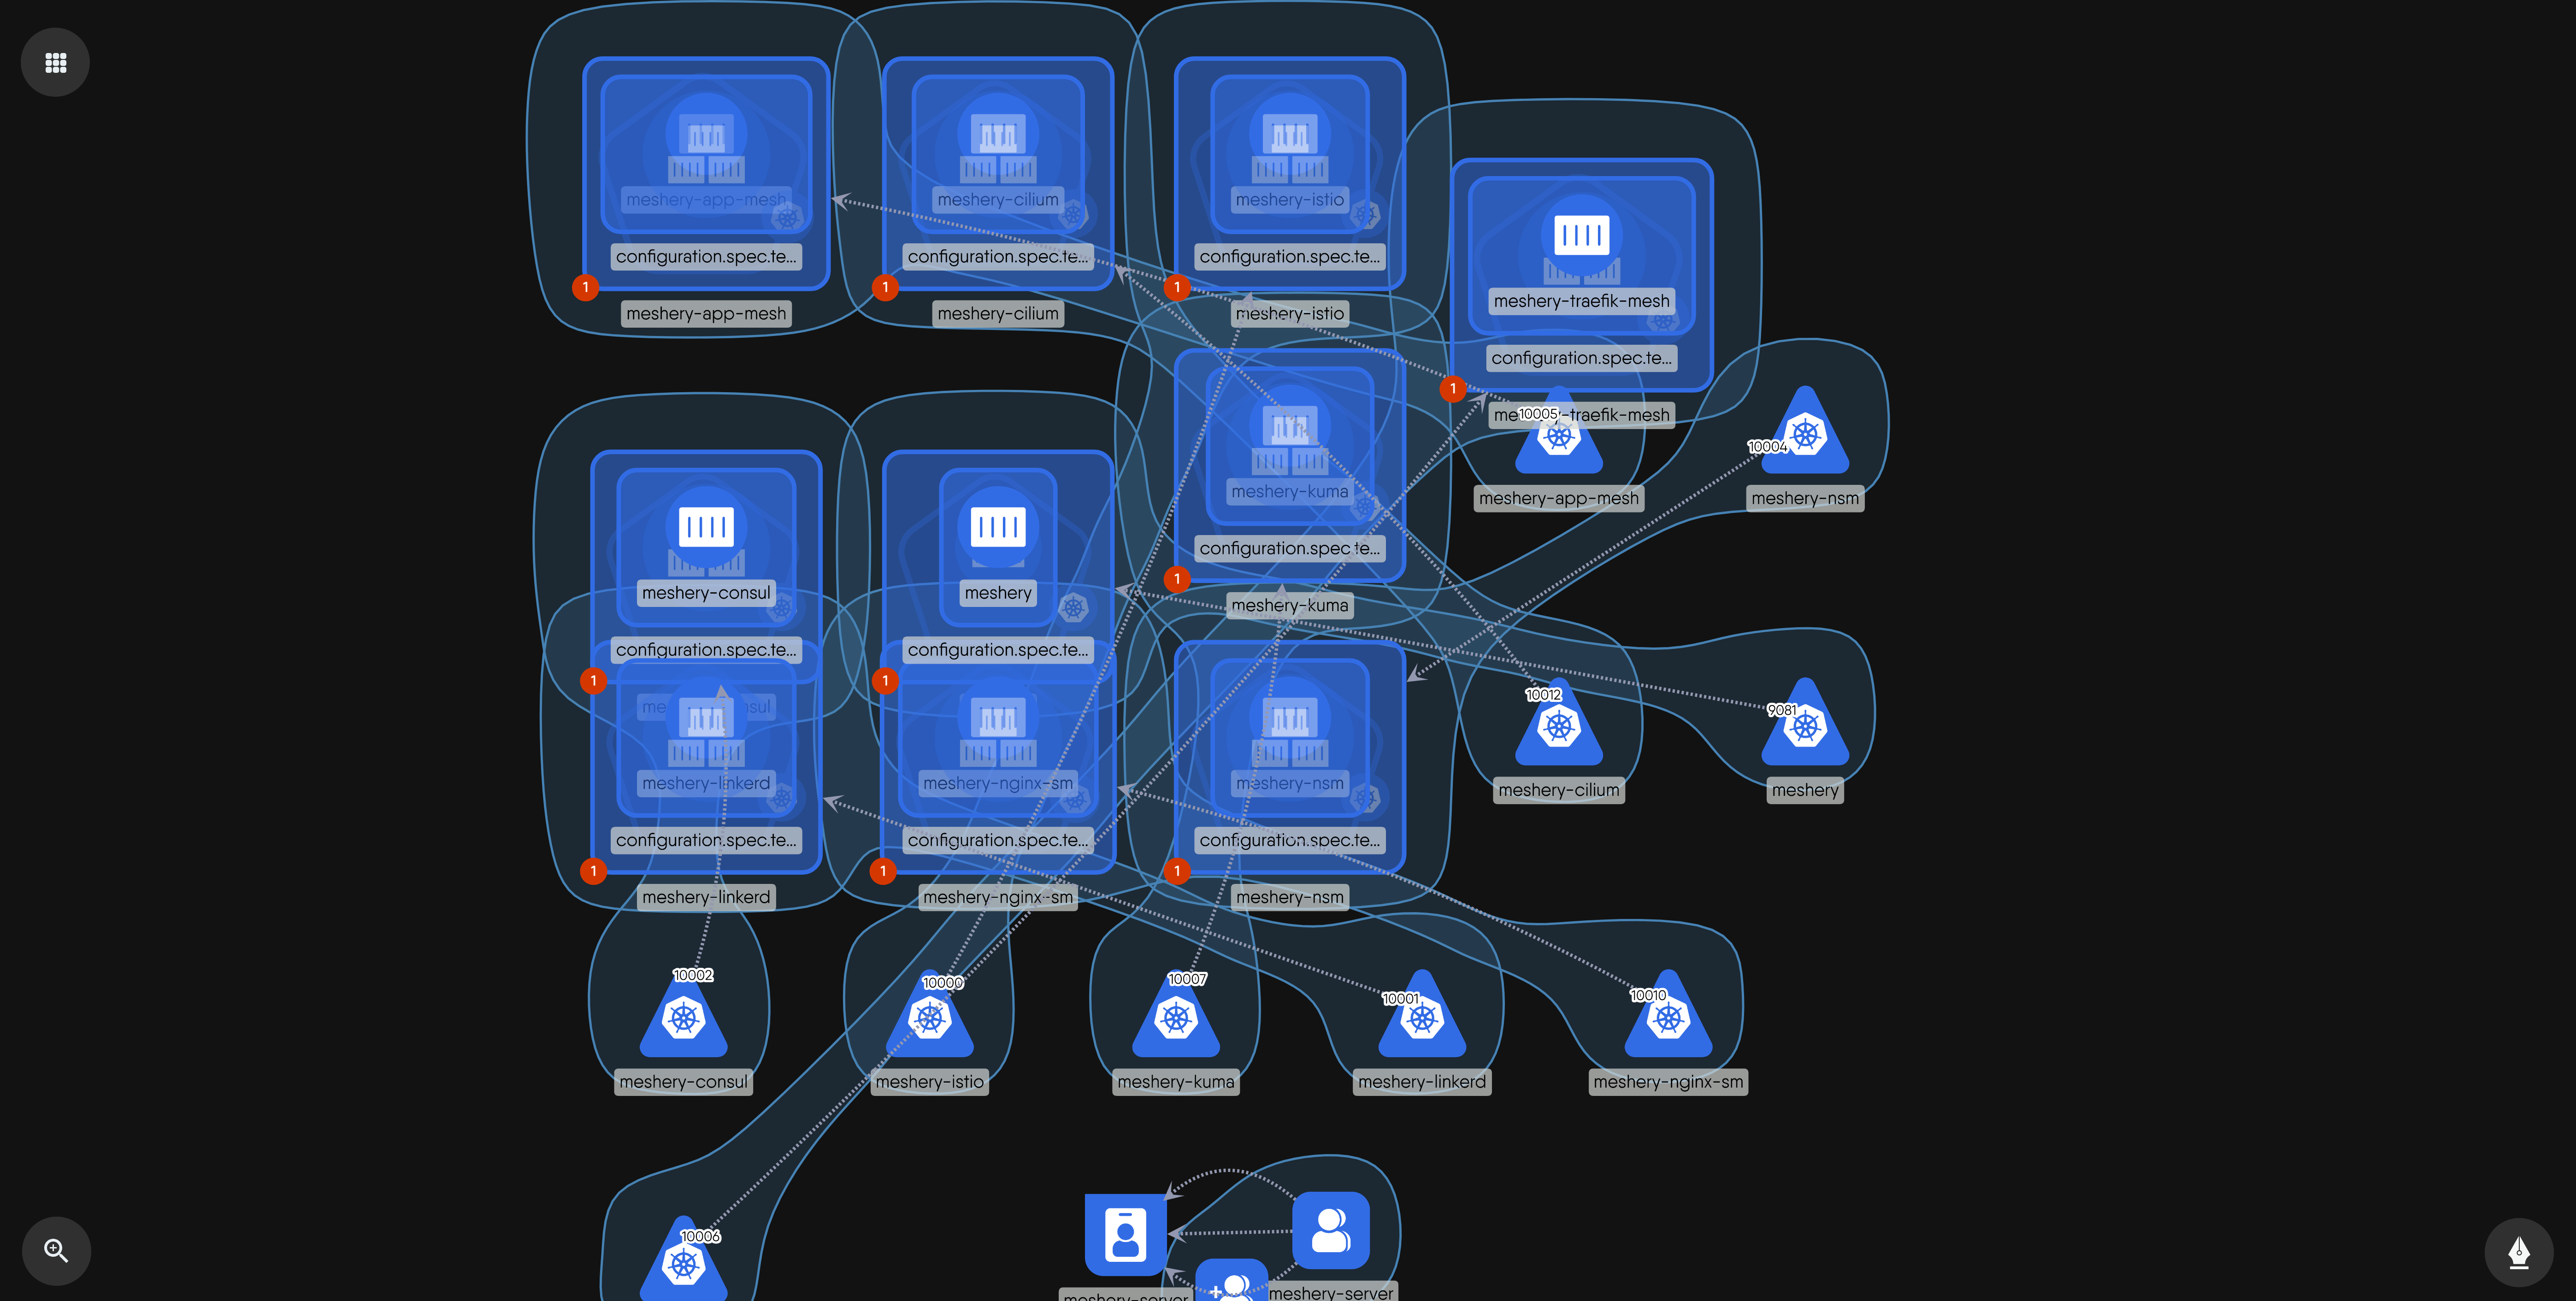 meshery-app-mesh
configuration.spec.te...
1
meshery-app-mesh
meshery-cilium
configuration.spec.te...
1
meshery-cilium
meshery-istio
configuration.spec.te...
1
meshery-istio
meshery-traefik-mesh
configuration.spec.te...
1
-traefik-mesh
10005
meshery-app-mesh
10004
meshery-nsm
meshery-kuma
configuration.spec.te...
1
meshery-kuma
meshery-consul
configuration.spec.te...
1
meshery
configuration.spec.te...
1
meshery-linkerd
configuration.spec.te...
1
meshery-linkerd
meshery-nginx-sm
configuration.spec.te...
1
meshery-nginx-sm
meshery-nsm
configuration.spec.te...
1
meshery-nsm
10012
meshery-cilium
9081
meshery
10002
meshery-consul
10000
meshery-istio
10007
meshery-kuma
10001
meshery-linkerd
10010
meshery-nginx-sm
10006
meshery-server
meshery-server